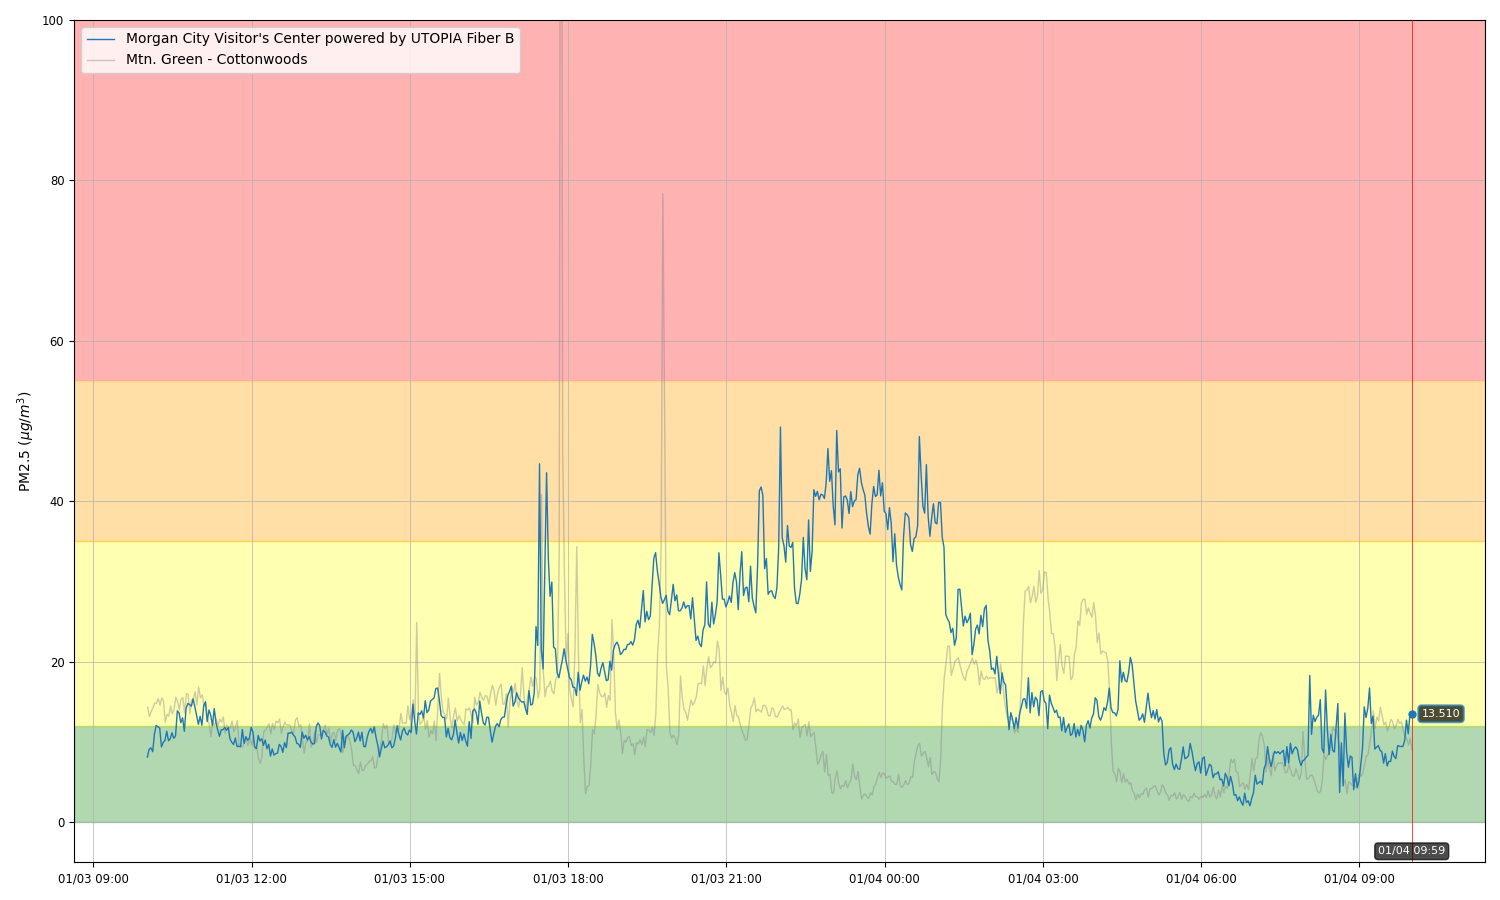 100
Morgan City Visitor's Center powered by UTOPIA Fiber B
Mtn. Green - Cottonwoods
80
60
40
20
0
PM2.5 (μg/m³)
13.510
01/04 09:59
01/03 09:00 01/03 12:00 01/03 15:00 01/03 18:00 01/03 21:00 01/04 00:00 01/04 03:00 01/04 06:00 01/04 09:00